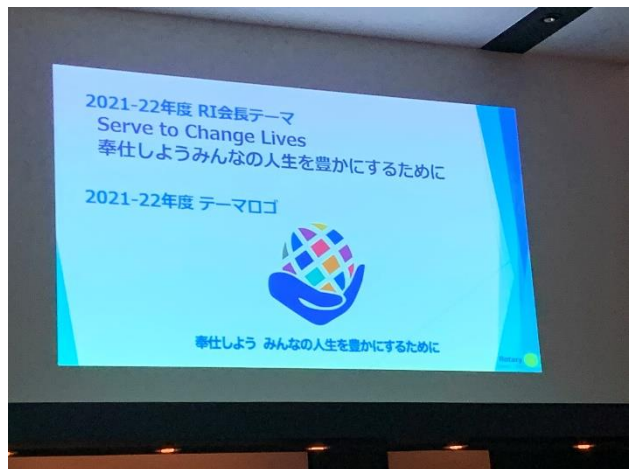 2021-22年度 RI会長テーマ
Serve to Change Lives
奉仕しようみんなの人生を豊かにするために
2021-22年度 テーマロゴ
奉仕しよう みんなの人生を豊かにするために
Rotary